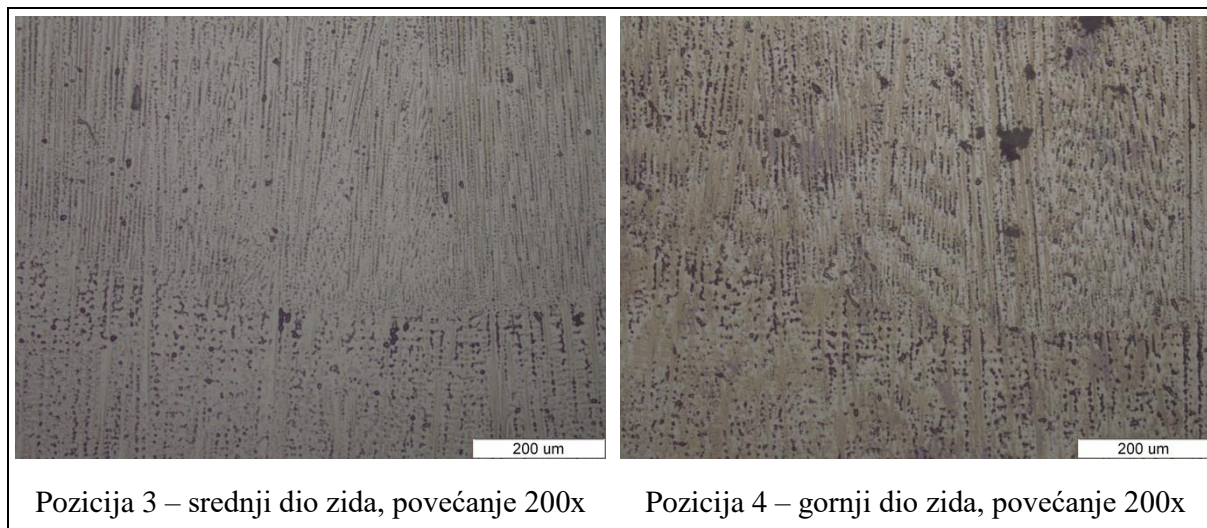 200 um
200 um
Pozicija 3 – srednji dio zida, povećanje 200x
Pozicija 4 – gornji dio zida, povećanje 200x